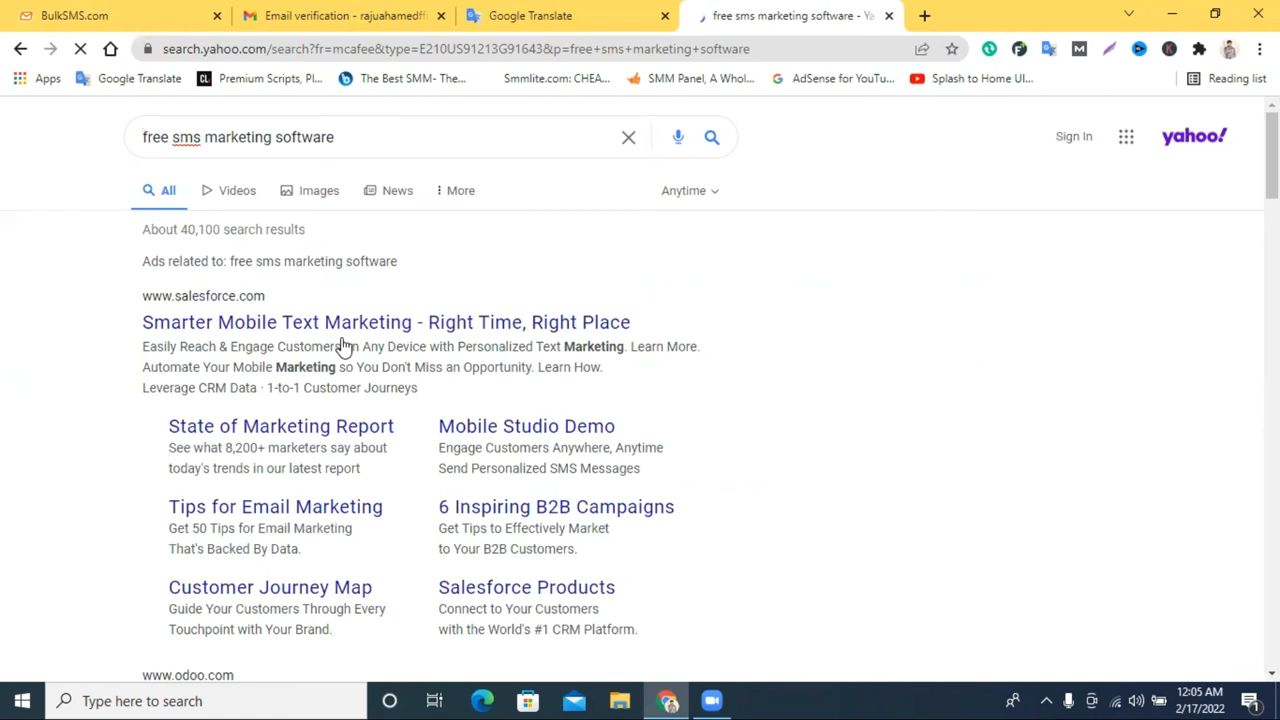 BulkSMS.com
Email verification - rajuahamedff
Google Translate
free sms marketing software - Ya
search.yahoo.com/search?fr=mcafee&type=E210US91213G91643&p=free+sms+marketing+software
Apps
Google Translate
CL
Premium Scripts, Pl...
The Best SMM- The...
Smmlite.com: CHEA...
SMM Panel, A Whol...
AdSense for YouTu...
Splash to Home UI...
Reading list
free sms marketing software
Sign In
yahoo!
All
Videos
Images
News
More
Anytime
About 40,100 search results
Ads related to: free sms marketing software
www.salesforce.com
Smarter Mobile Text Marketing - Right Time, Right Place
Easily Reach & Engage Customers in Any Device with Personalized Text Marketing. Learn More.
Automate Your Mobile Marketing so You Don't Miss an Opportunity. Learn How.
Leverage CRM Data · 1-to-1 Customer Journeys
State of Marketing Report
See what 8,200+ marketers say about
today's trends in our latest report
Mobile Studio Demo
Engage Customers Anywhere, Anytime
Send Personalized SMS Messages
Tips for Email Marketing
Get 50 Tips for Email Marketing
That's Backed By Data.
6 Inspiring B2B Campaigns
Get Tips to Effectively Market
to Your B2B Customers.
Customer Journey Map
Guide Your Customers Through Every
Touchpoint with Your Brand.
Salesforce Products
Connect to Your Customers
with the World's #1 CRM Platform.
www.odoo.com
Type here to search
12:05 AM
2/17/2022
1